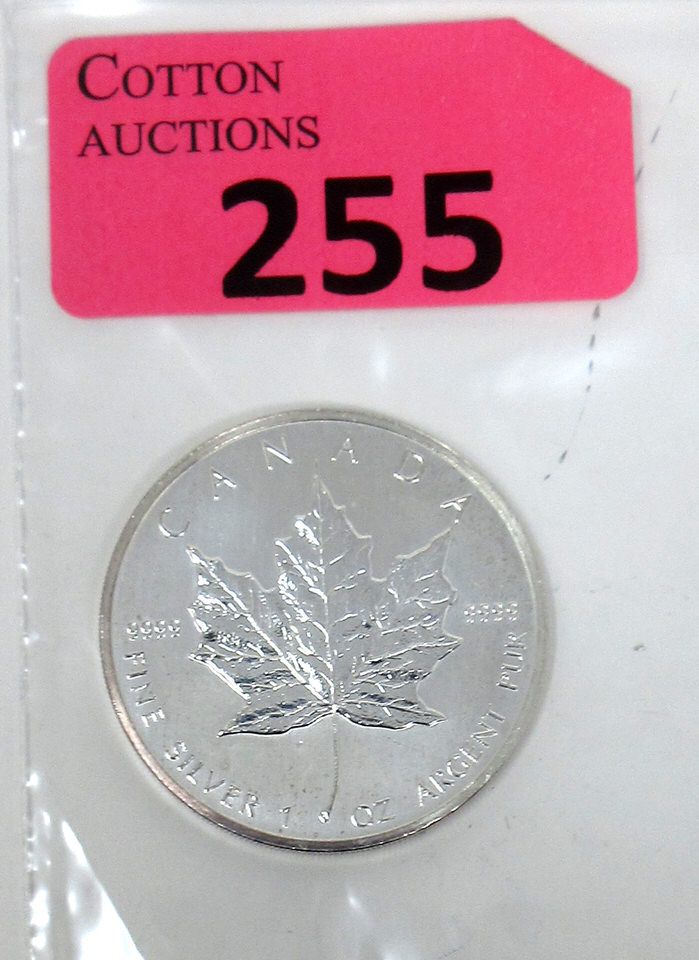 COTTON
AUCTIONS
255
CANADA
9999
9999
FINE SILVER 1 OZ ARGENT PUR